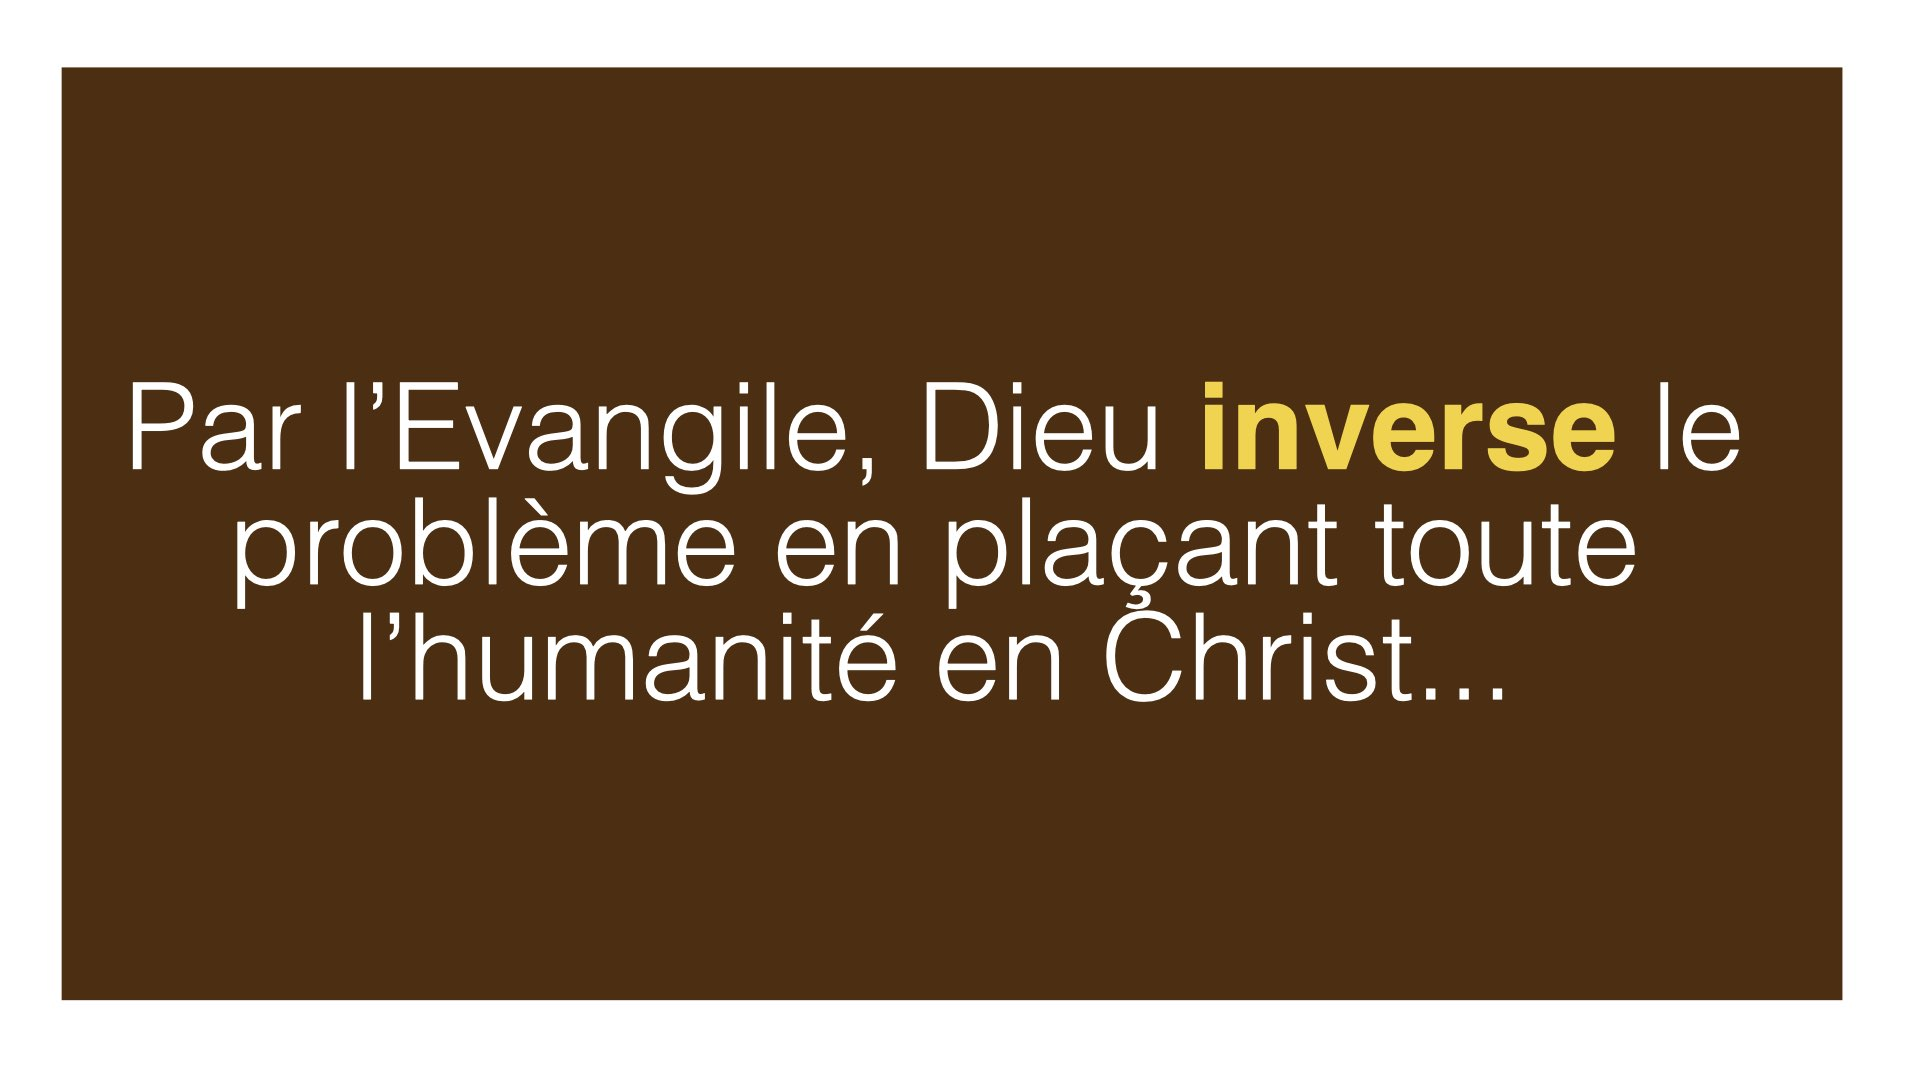 Par l’Evangile, Dieu inverse le
problème en plaçant toute
l’humanité en Christ...